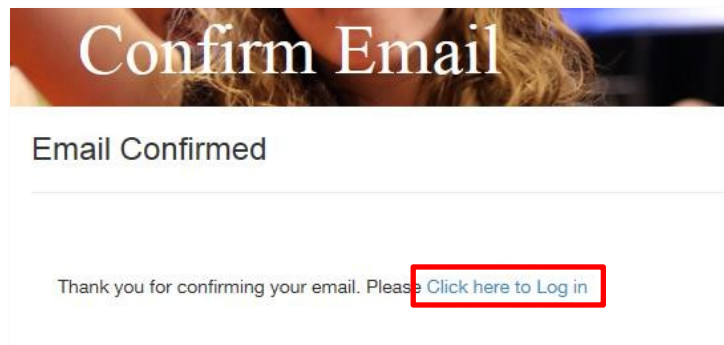 Confirm Email
Email Confirmed
Thank you for confirming your email. Please Click here to Log in